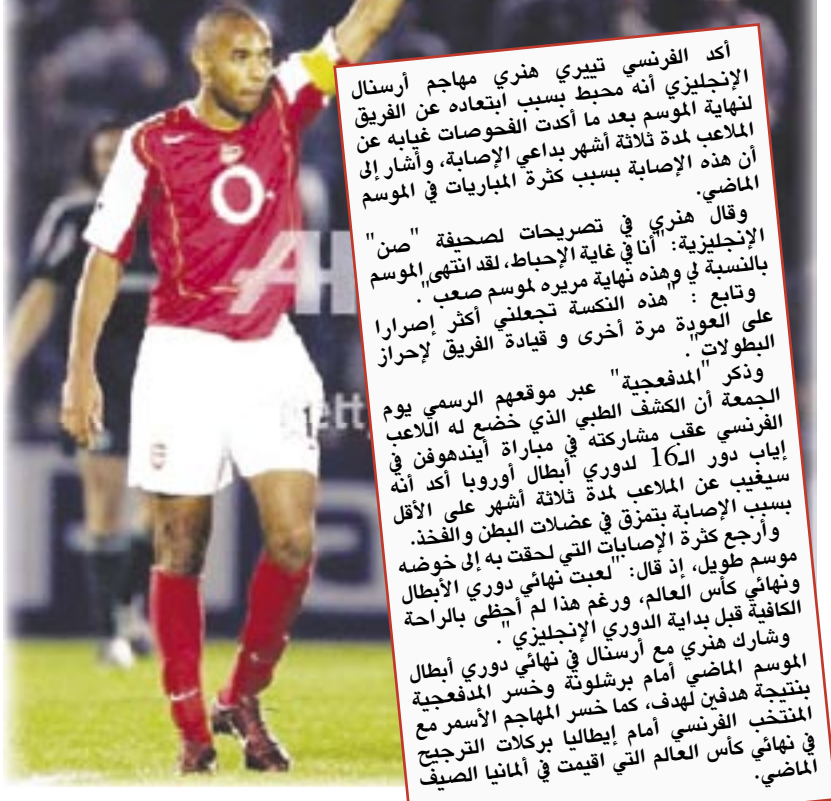 أكد الفرنسي تييري هنري مهاجم أرسنال
الإنجليزي أنه محبط بسبب ابتعاده عن الفريق
لنهاية الموسم بعد ما أكدت الفحوصات غيابه عن
الملاعب لمدة ثلاثة أشهر بداعي الإصابة، وأشار إلى
أن هذه الإصابة بسبب كثرة المباريات في الموسم
الماضي.
وقال هنري في تصريحات لصحيفة "صن"
الإنجليزية: "أنا في غاية الإحباط، لقد انتهى الموسم
بالنسبة لي وهذه نهاية مريره لموسم صعب".
وتابع : "هذه النكسة تجعلني أكثر إصرارا
على العودة مرة أخرى و قيادة الفريق لإحراز
البطولات".
وذكر "المدفعجية" عبر موقعهم الرسمي يوم
الجمعة أن الكشف الطبي الذي خضع له اللاعب
الفرنسي عقب مشاركته في مباراة أيندهوفن في
إياب دور الـ16 لدوري أبطال أوروبا أكد أنه
سيغيب عن الملاعب لمدة ثلاثة أشهر على الأقل
بسبب الإصابة بتمزق في عضلات البطن والفخذ.
وأرجع كثرة الإصابات التي لحقت به إلى خوضه
موسم طويل، إذ قال: "لعبت نهائي دوري الأبطال
ونهائي كأس العالم، ورغم هذا لم أحظى بالراحة
الكافية قبل بداية الدوري الإنجليزي".
وشارك هنري مع أرسنال في نهائي دوري أبطال
الموسم الماضي أمام برشلونة وخسر المدفعجية
بنتيجة هدفين لهدف، كما خسر المهاجم الأسمر مع
المنتخب الفرنسي أمام إيطاليا بركلات الترجيح
في نهائي كأس العالم التي اقيمت في ألمانيا الصيف
الماضي.